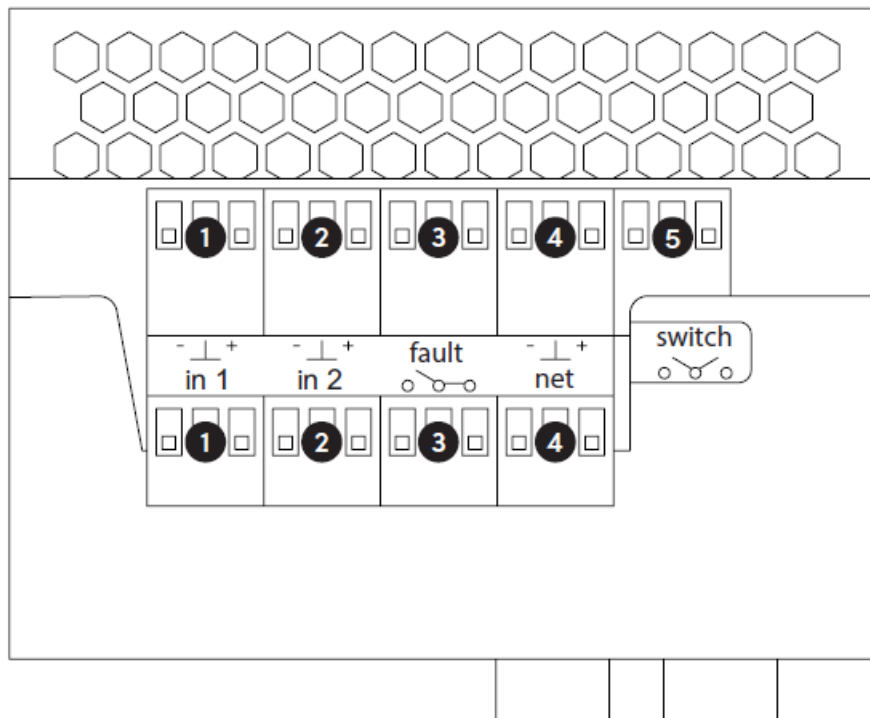 1 2 3 4 5
- + - + fault - + switch
in 1 in 2 net
1 2 3 4